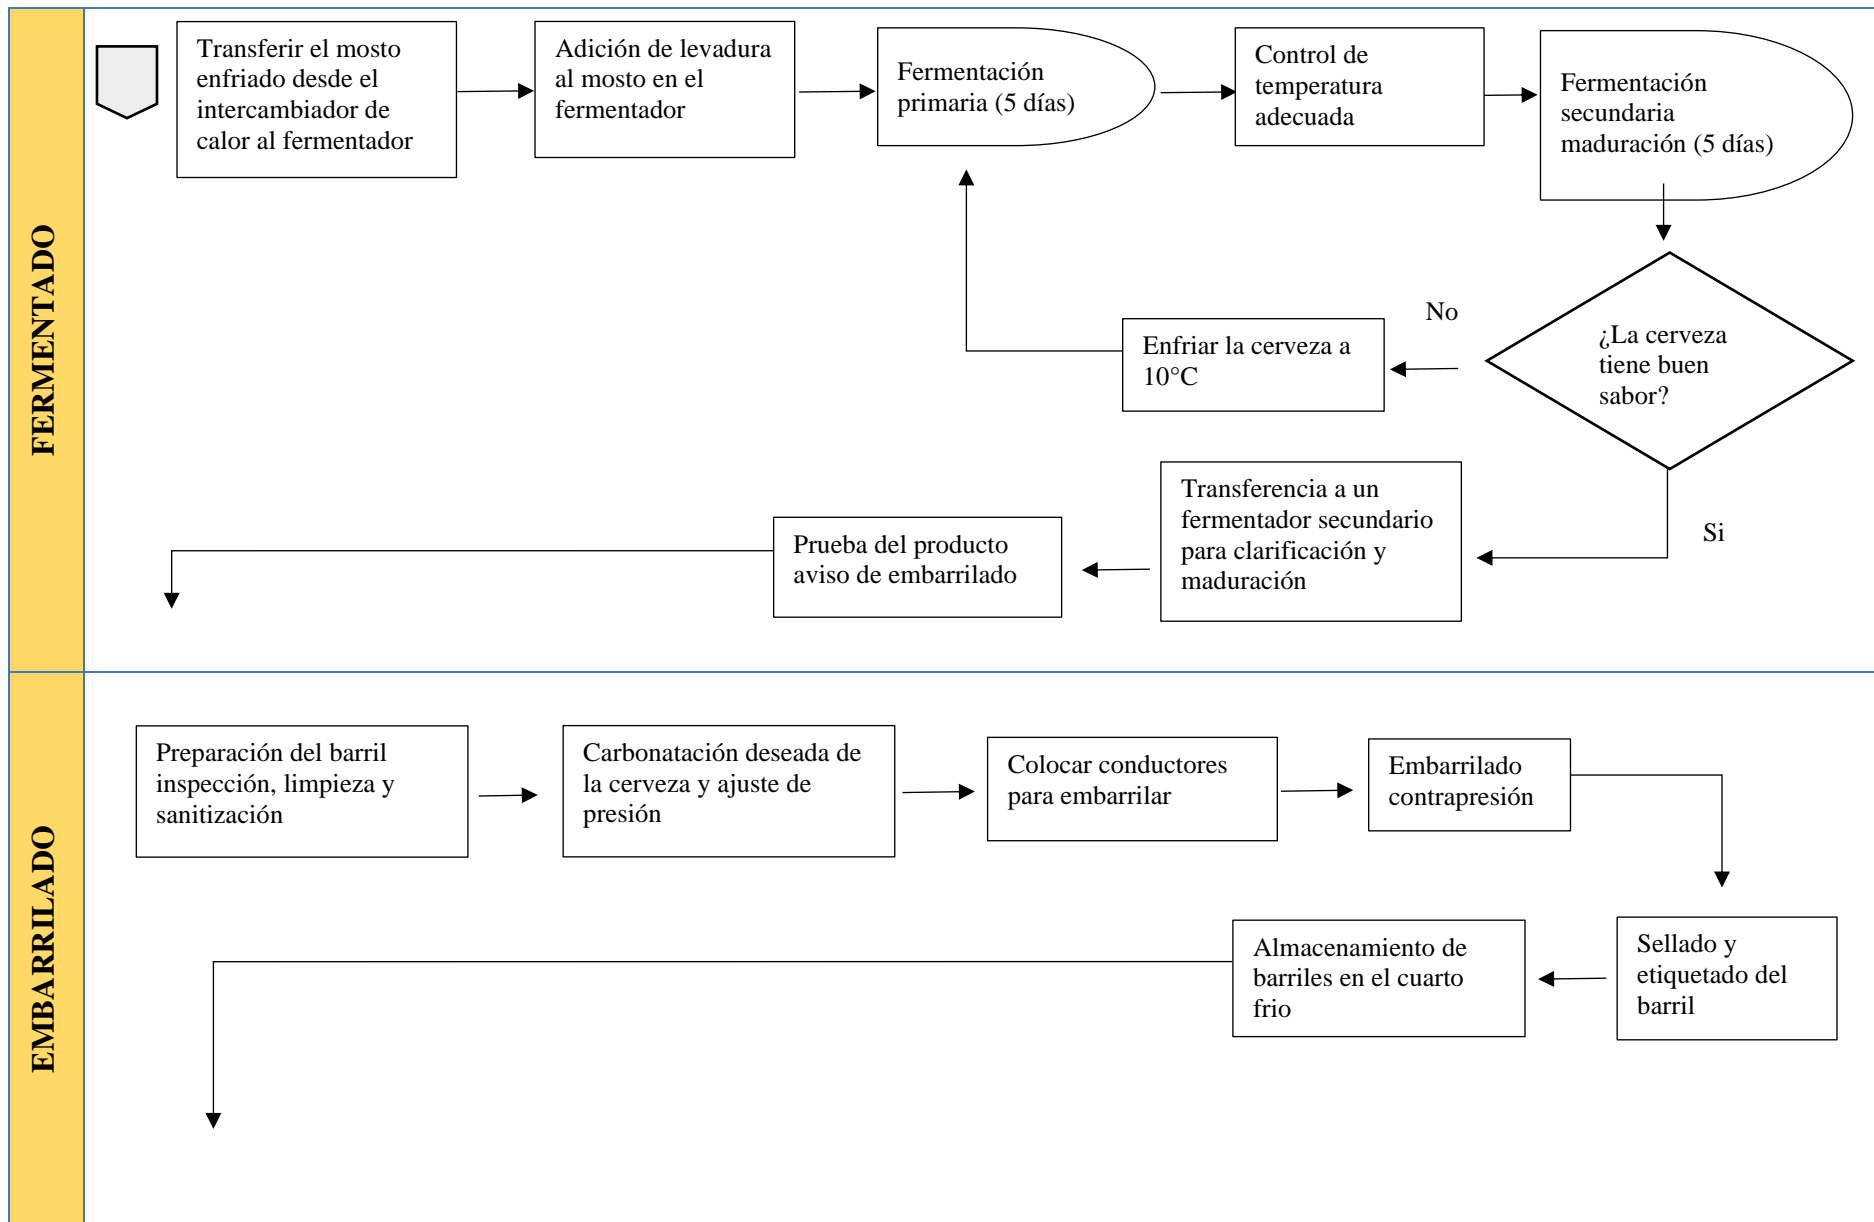 FERMENTADO
Transferir el mosto
enfriado desde el
intercambiador de
calor al fermentador
Adición de levadura
al mosto en el
fermentador
Fermentación
primaria (5 días)
Control de
temperatura
adecuada
Fermentación
secundaria
maduración (5 días)
¿La cerveza
tiene buen
sabor?
No
Enfriar la cerveza a
10°C
Si
Transferencia a un
fermentador secundario
para clarificación y
maduración
Prueba del producto
aviso de embarrilado
EMBARRILADO
Preparación del barril
inspección, limpieza y
sanitización
Carbonatación deseada de
la cerveza y ajuste de
presión
Colocar conductores
para embarrilar
Embarrilado
contrapresión
Sellado y
etiquetado del
barril
Almacenamiento de
barriles en el cuarto
frio